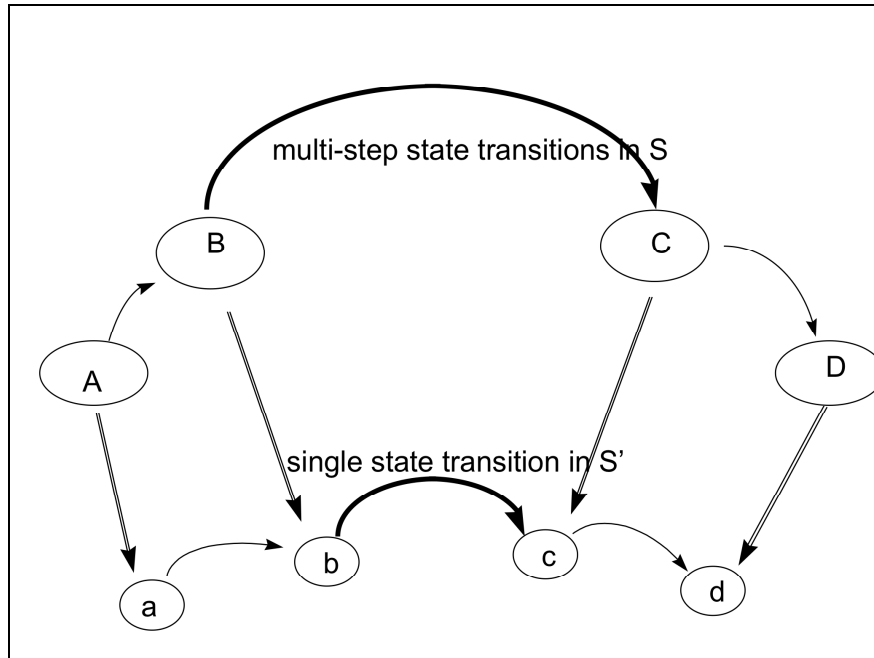 multi-step state transitions in S
B
C
A
D
single state transition in S’
b
c
a
d